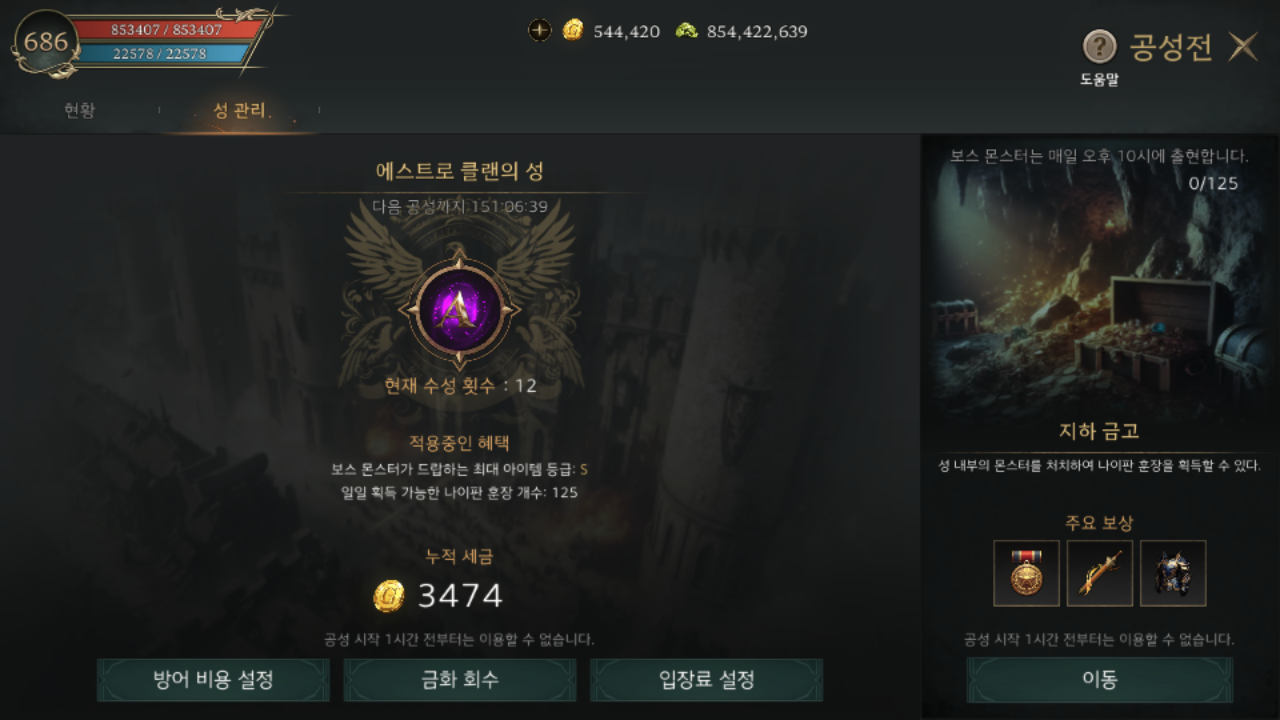 686
853407 / 853407
22578 / 22578
544,420
854,422,639
?
도움말
공성전
현황
성 관리
에스트로 클랜의 성
다음 공성까지 151:06:39
A
현재 수성 횟수 : 12
적용중인 혜택
보스 몬스터가 드랍하는 최대 아이템 등급: S
일일 획득 가능한 나이판 훈장 개수: 125
누적 세금
3474
공성 시작 1시간 전부터는 이용할 수 없습니다.
방어 비용 설정
금화 회수
입장료 설정
보스 몬스터는 매일 오후 10시에 출현합니다.
0/125
지하 금고
성 내부의 몬스터를 처치하여 나이판 훈장을 획득할 수 있다.
주요 보상
공성 시작 1시간 전부터는 이용할 수 없습니다.
이동